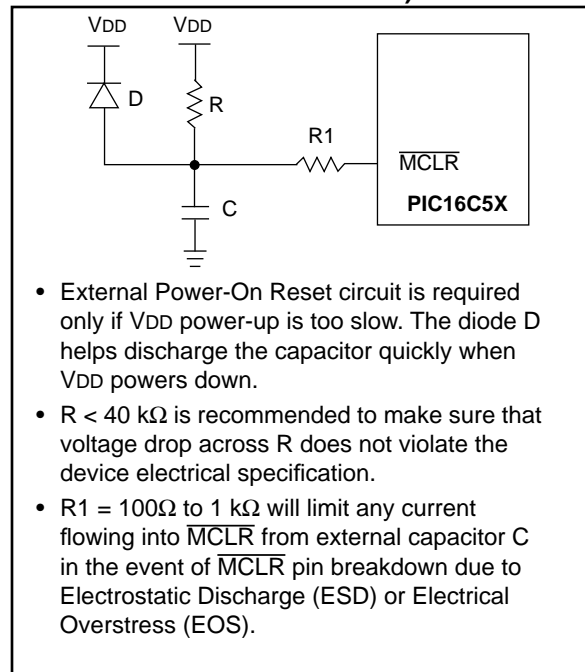 VDD VDD
D
R
R1
MCLR
C
PIC16C5X
• External Power-On Reset circuit is required
only if VDD power-up is too slow. The diode D
helps discharge the capacitor quickly when
VDD powers down.
• R < 40 kΩ is recommended to make sure that
voltage drop across R does not violate the
device electrical specification.
• R1 = 100Ω to 1 kΩ will limit any current
flowing into MCLR from external capacitor C
in the event of MCLR pin breakdown due to
Electrostatic Discharge (ESD) or Electrical
Overstress (EOS).